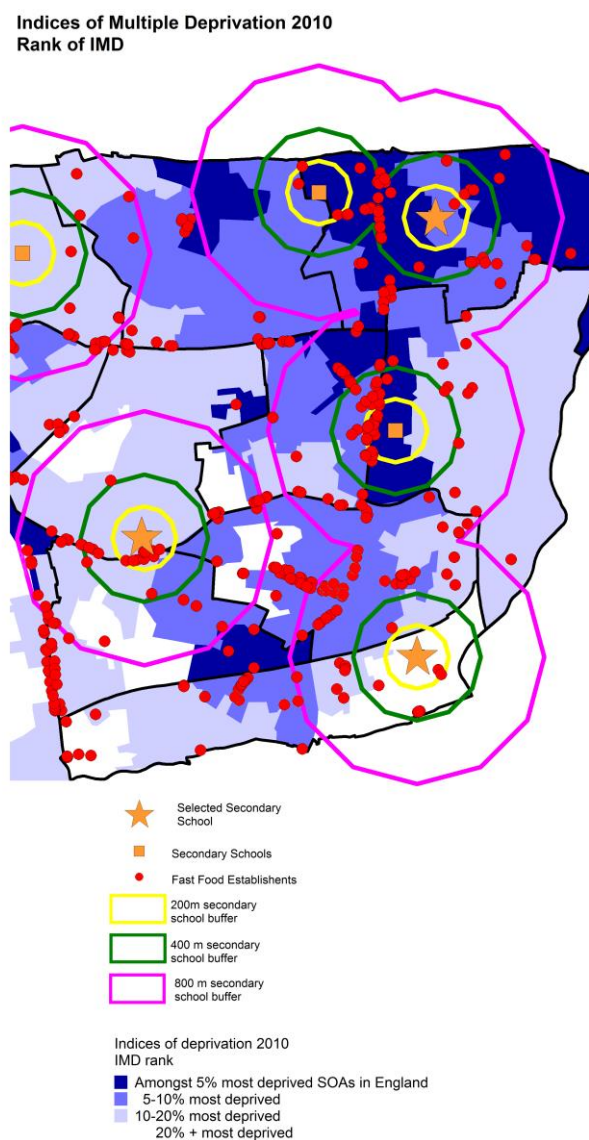 Indices of Multiple Deprivation 2010
Rank of IMD
Selected Secondary
School
Secondary Schools
Fast Food Establishents
200m secondary
school buffer
400 m secondary
school buffer
800 m secondary
school buffer
Indices of deprivation 2010
IMD rank
Amongst 5% most deprived SOAs in England
5-10% most deprived
10-20% most deprived
20% + most deprived